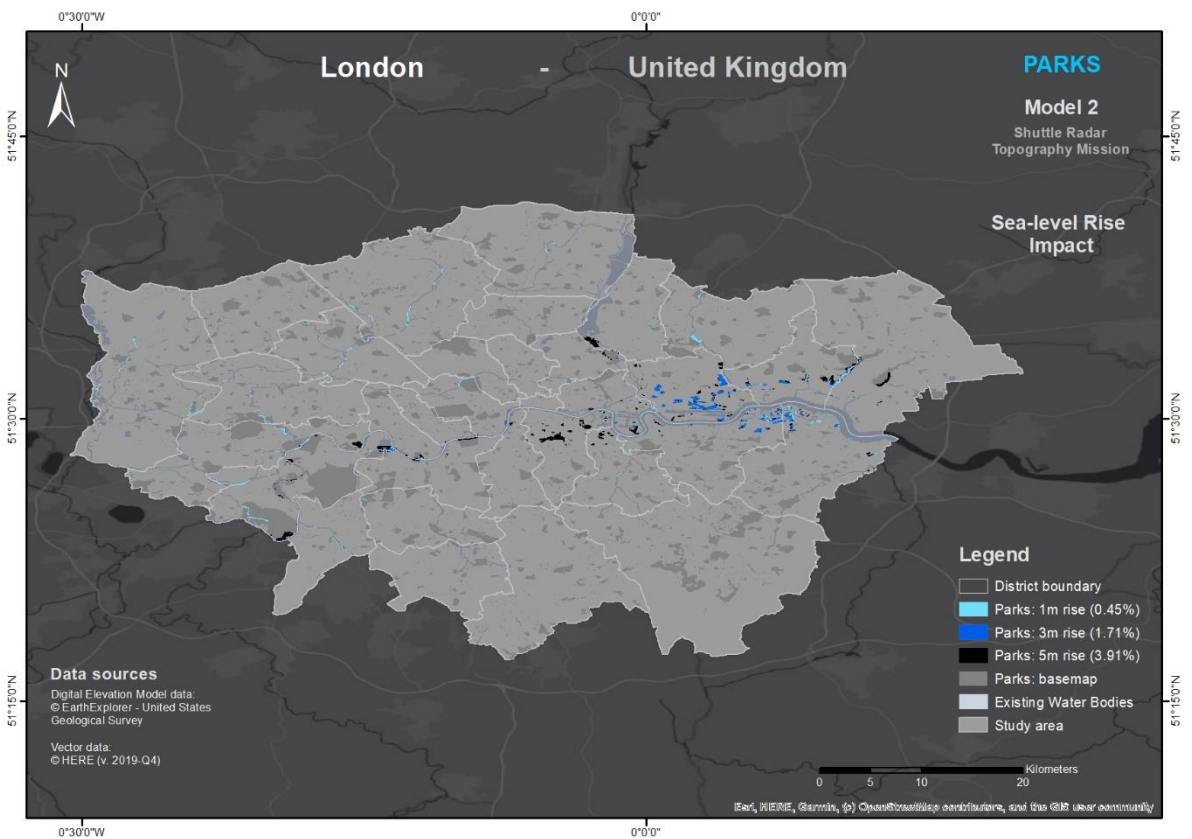 0°30'0"W
0°0'0"
N
London - United Kingdom
PARKS
Model 2
Shuttle Radar
Topography Mission
Sea-level Rise
Impact
51°45'0"N
51°45'0"N
51°30'0"N
51°30'0"N
51°15'0"N
51°15'0"N
Legend
District boundary
Parks: 1m rise (0.45%)
Parks: 3m rise (1.71%)
Parks: 5m rise (3.91%)
Parks: basemap
Existing Water Bodies
Study area
Data sources
Digital Elevation Model data:
© EarthExplorer - United States
Geological Survey
Vector data:
© HERE (v. 2019-Q4)
Kilometers
0 5 10 20
Esri, HERE, Garmin, (c) OpenStreetMap contributors, and the GIS user community
0°30'0"W
0°0'0"